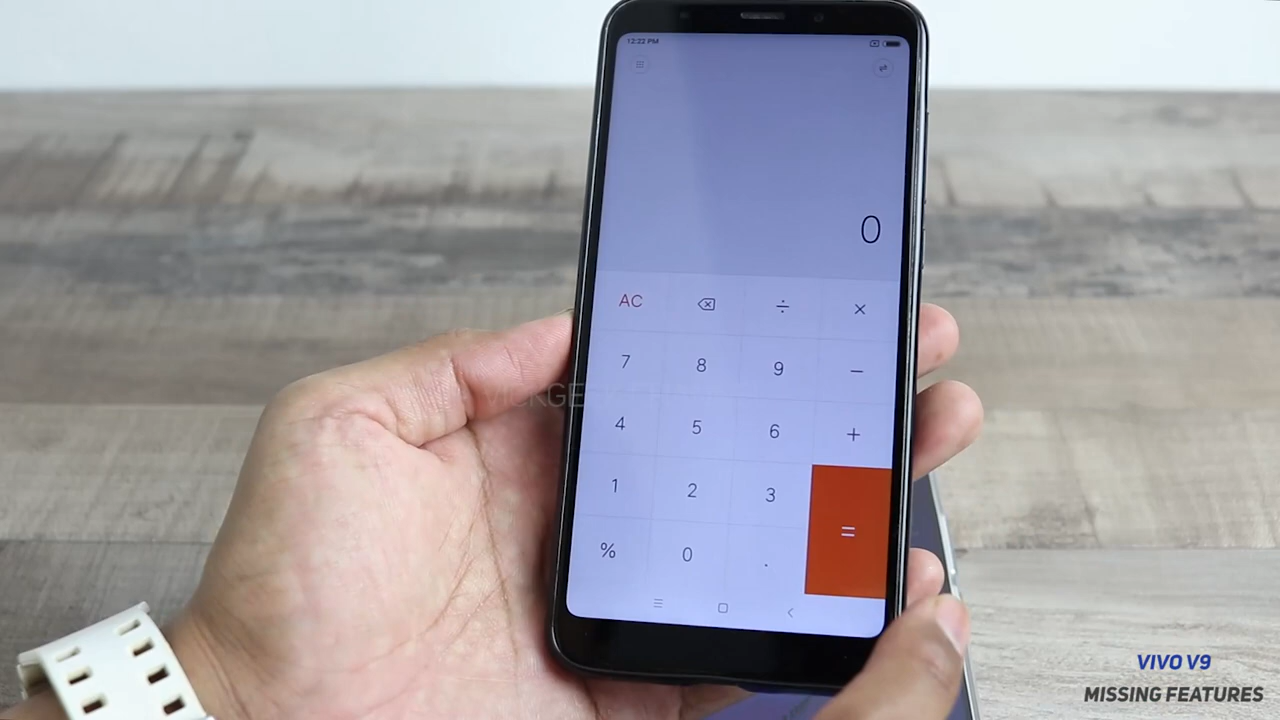 12:22 PM
0
AC ÷ ×
7 8 9 −
4 5 6 +
1 2 3
% 0 . =
VIVO V9
MISSING FEATURES